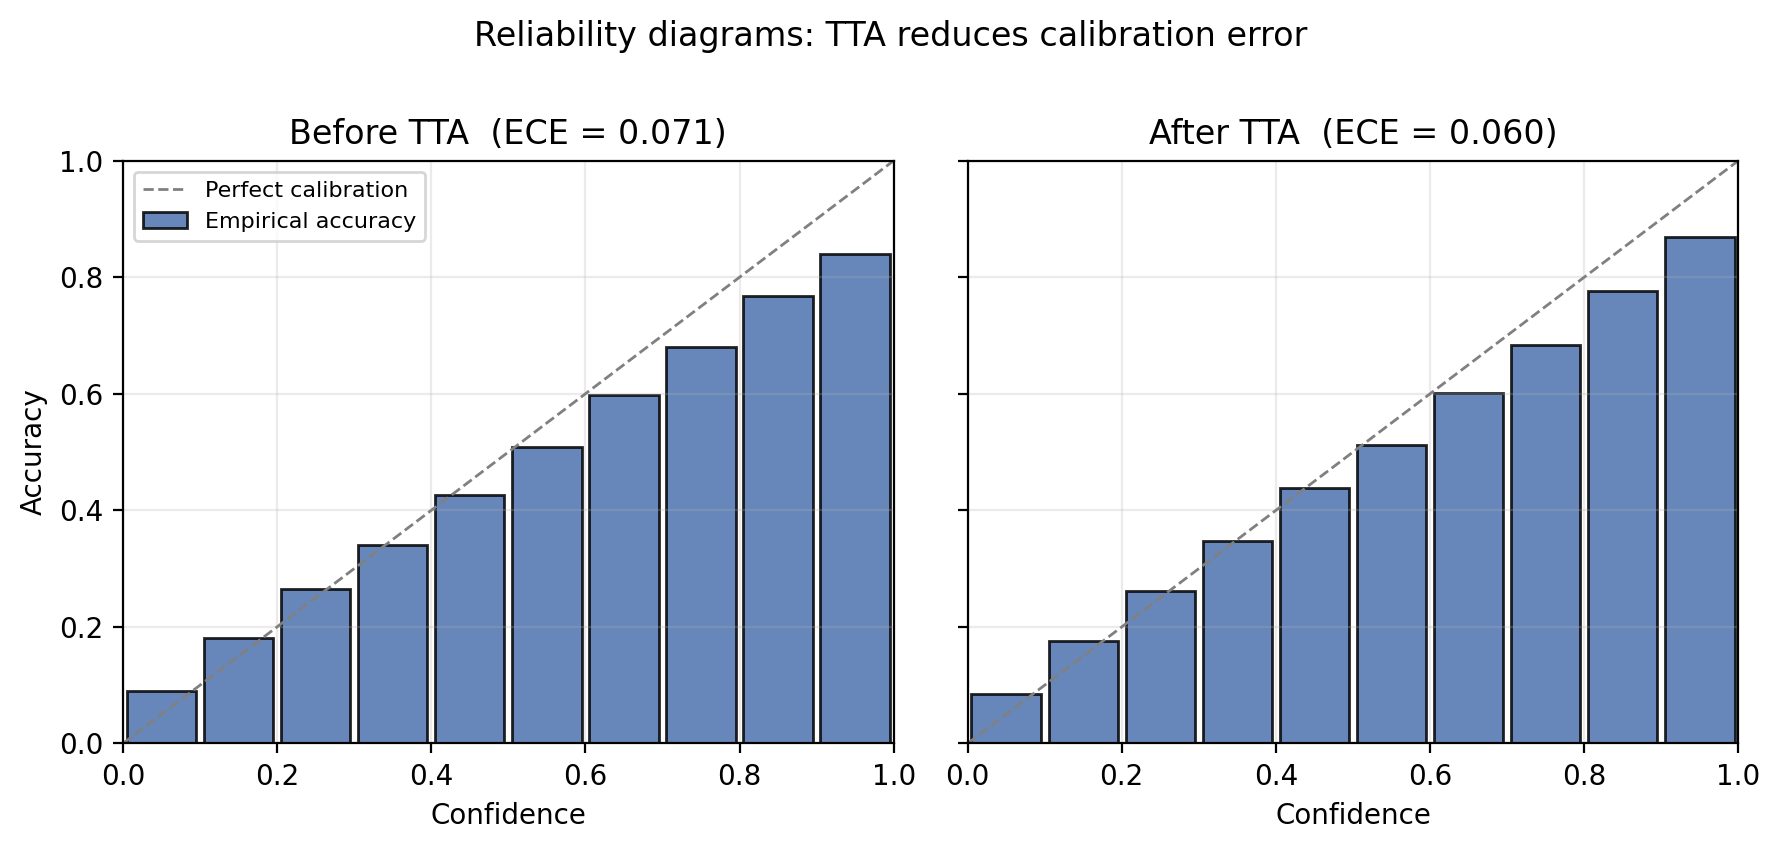 Reliability diagrams: TTA reduces calibration error
Before TTA (ECE = 0.071)
Perfect calibration
Empirical accuracy
1.0
0.8
0.6
0.4
0.2
0.0
Accuracy
0.0 0.2 0.4 0.6 0.8 1.0
Confidence
After TTA (ECE = 0.060)
0.0 0.2 0.4 0.6 0.8 1.0
Confidence